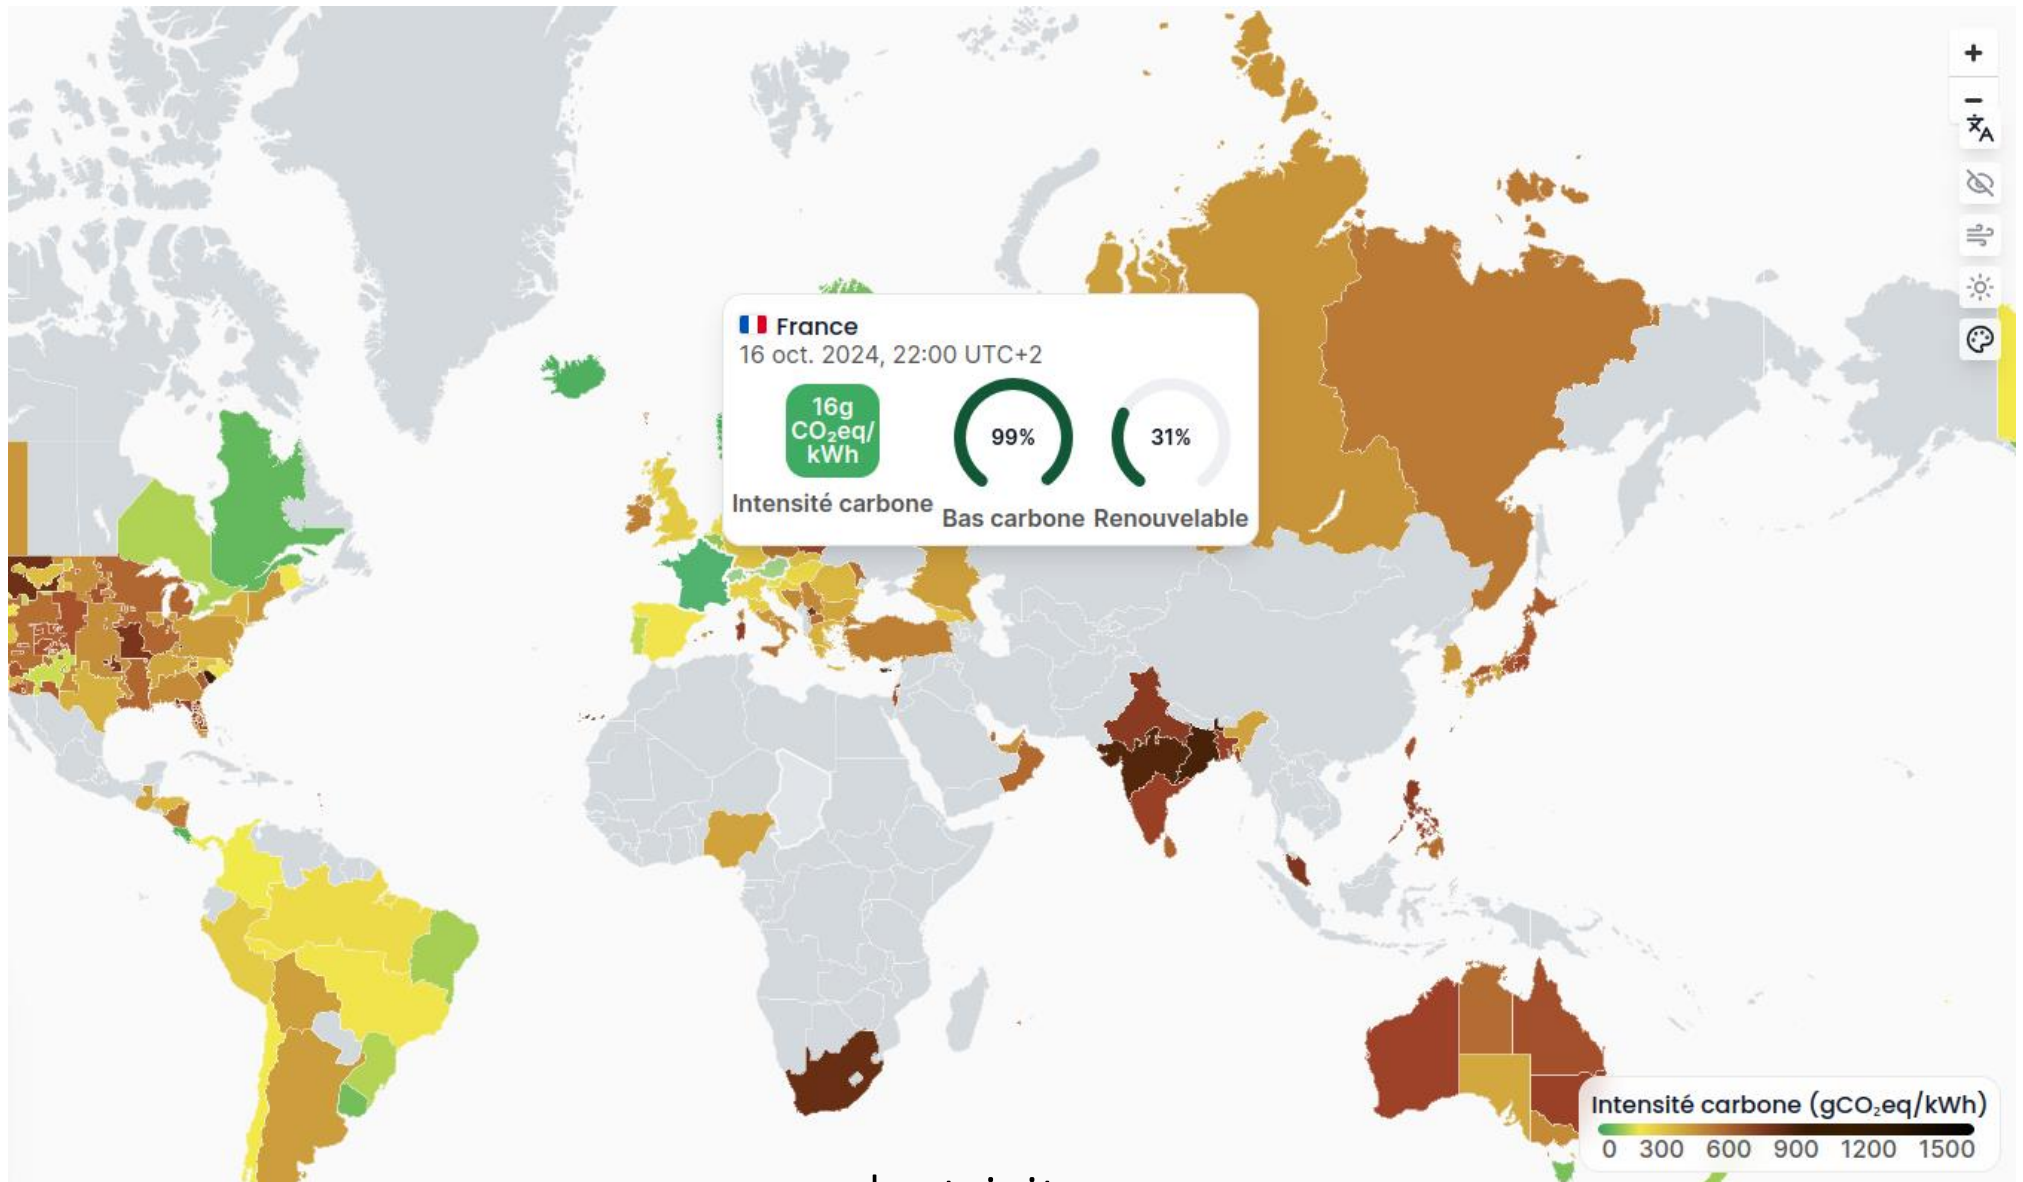 France
16 oct. 2024, 22:00 UTC+2
16g
CO₂eq/
kWh
99%
31%
Intensité carbone
Bas carbone
Renouvelable
Intensité carbone (gCO₂eq/kWh)
0 300 600 900 1200 1500